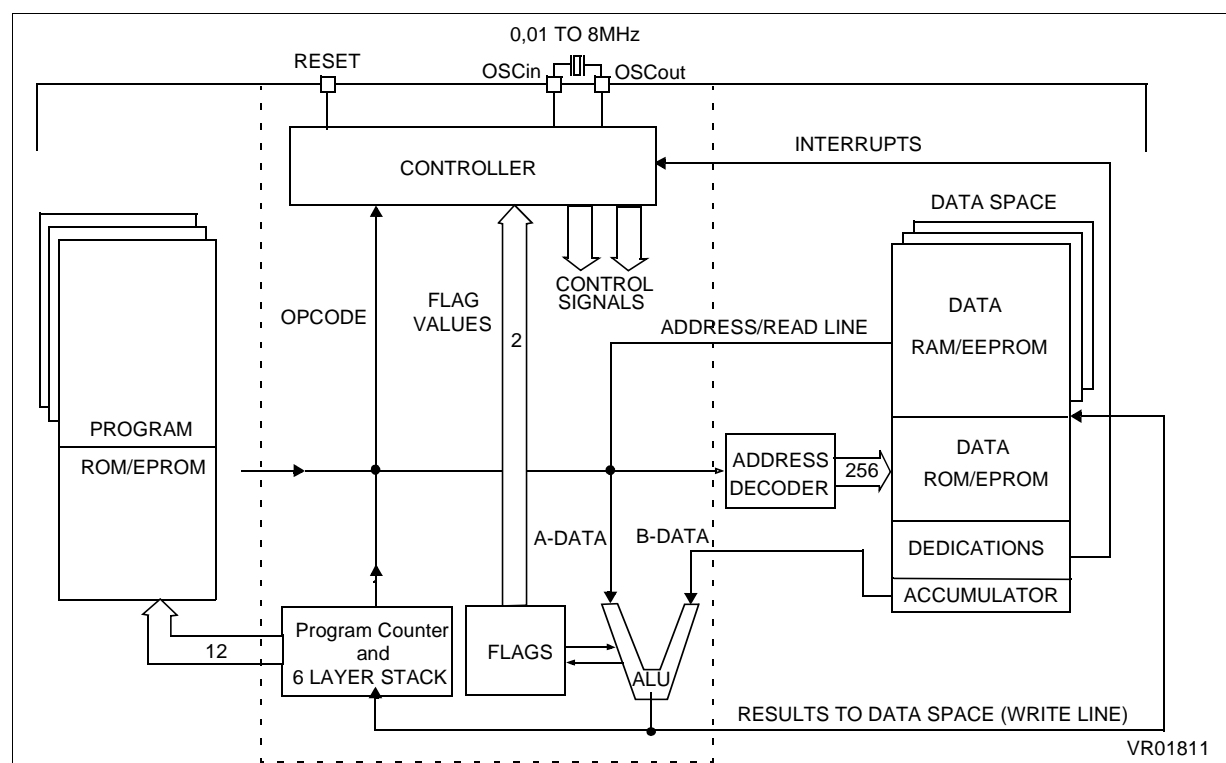 0,01 TO 8MHz
RESET
OSCin
OSCout
INTERRUPTS
CONTROLLER
DATA SPACE
CONTROL
SIGNALS
OPCODE
FLAG
VALUES
2
ADDRESS/READ LINE
DATA
RAM/EEPROM
PROGRAM
ROM/EPROM
ADDRESS
DECODER
256
DATA
ROM/EPROM
A-DATA
B-DATA
DEDICATIONS
ACCUMULATOR
12
Program Counter
and
6 LAYER STACK
FLAGS
ALU
RESULTS TO DATA SPACE (WRITE LINE)
VR01811